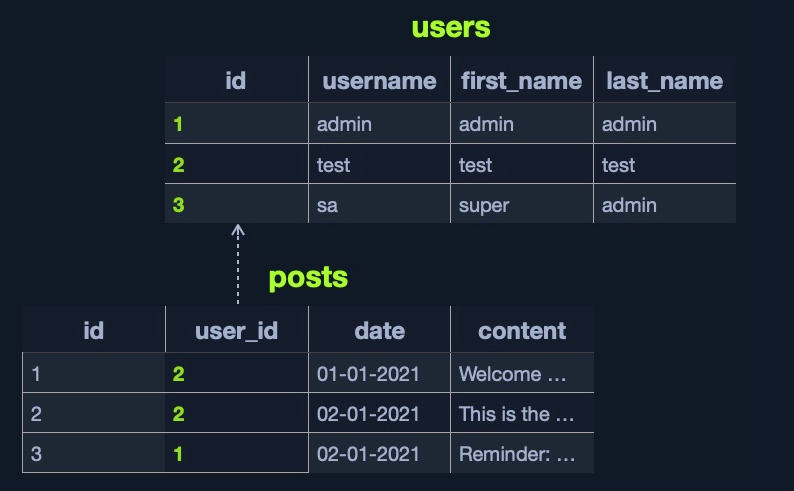 users
id username first_name last_name
1 admin admin admin
2 test test test
3 sa super admin
posts
id user_id date content
1 2 01-01-2021 Welcome ...
2 2 02-01-2021 This is the ...
3 1 02-01-2021 Reminder: ...